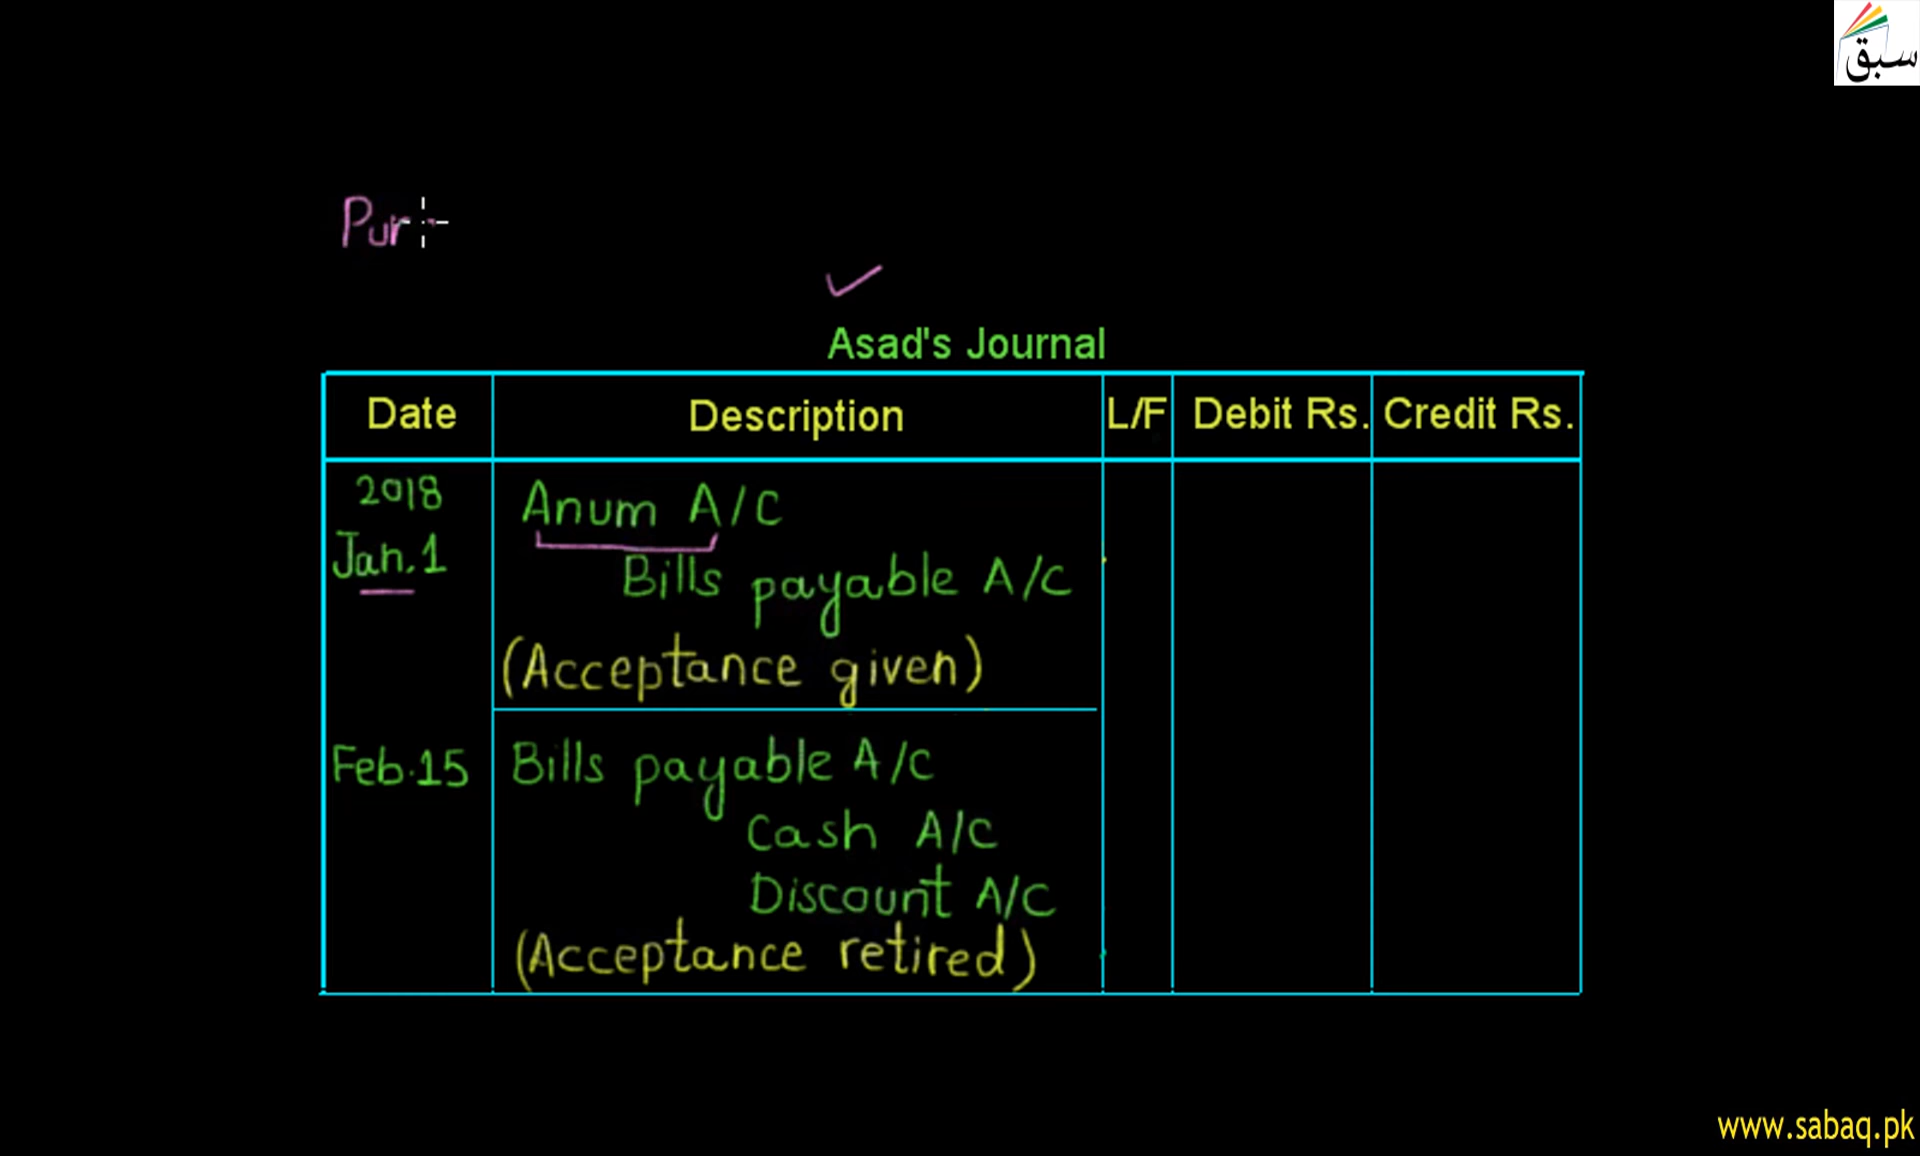 سبق
Pur
Asad's Journal
Date Description L/F Debit Rs. Credit Rs.
2018 Anum A/C
Jan.1 Bills payable A/C
(Acceptance given)
Feb.15 Bills payable A/C
Cash A/C
Discount A/C
(Acceptance retired)
www.sabaq.pk